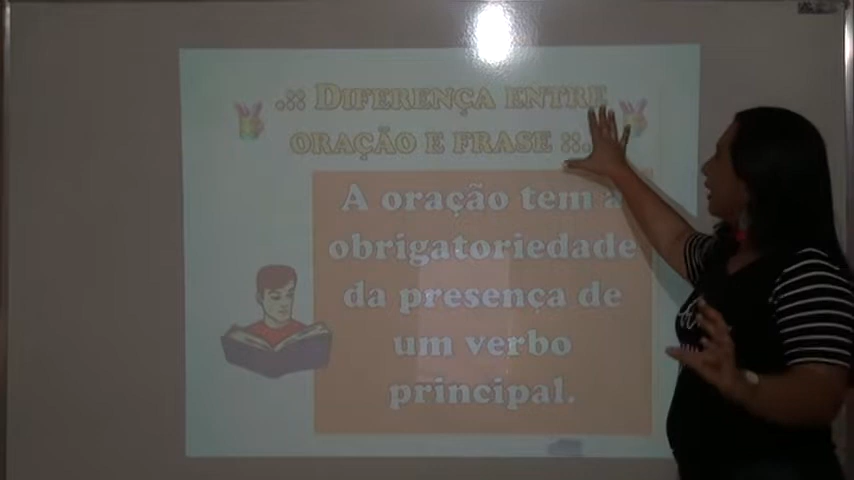 .:: DIFERENÇA ENTRE
ORAÇÃO E FRASE ::.
A oração tem a
obrigatoriedade
da presença de
um verbo
principal.